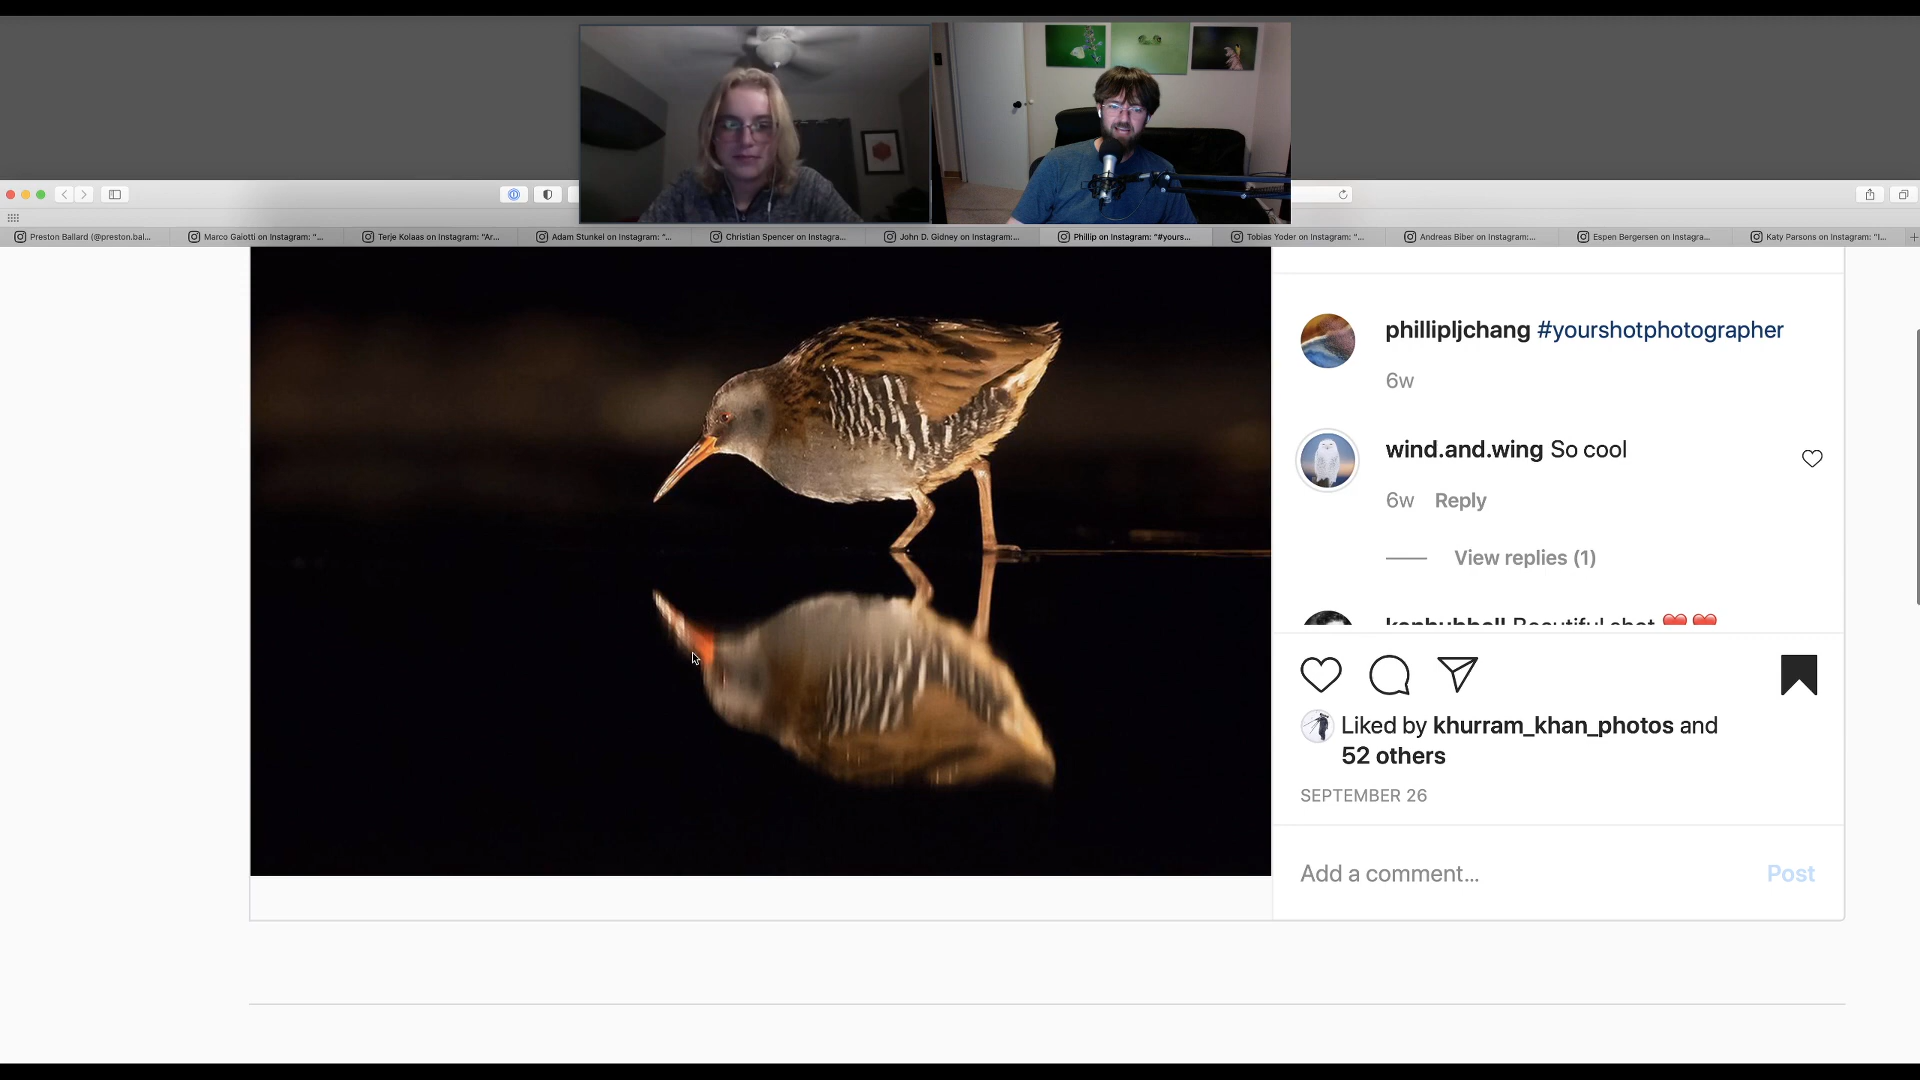 Preston Ballard (@preston.bal...
Marco Gaiotti on Instagram: "...
Terje Kolaas on Instagram: "Ar...
Adam Stunkel on Instagram: "...
Christian Spencer on Instagra...
John D. Gidney on Instagram:...
Phillip on Instagram: "#yours...
Tobias Yoder on Instagram: "...
Andreas Biber on Instagram:...
Espen Bergersen on Instagra...
Katy Parsons on Instagram: "I...
phillipljchang #yourshotphotographer
6w
wind.and.wing So cool
6w Reply
View replies (1)
Liked by khurram_khan_photos and
52 others
SEPTEMBER 26
Add a comment...
Post